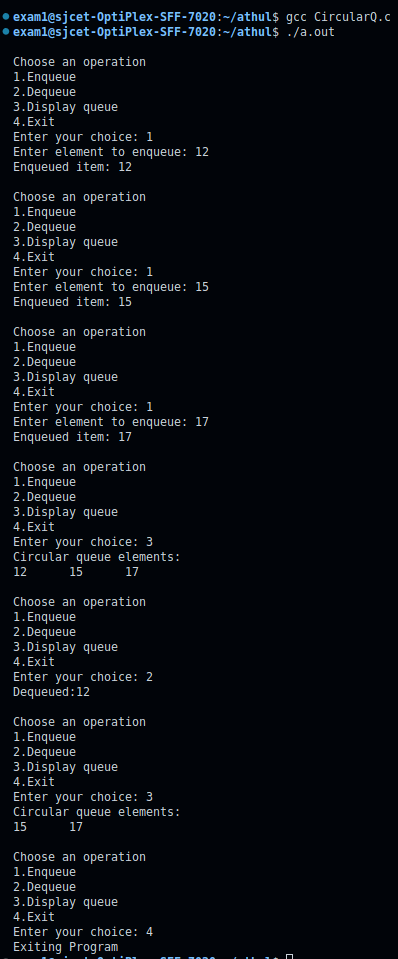 exam1@sjcet-OptiPlex-SFF-7020:~/athul$ gcc CircularQ.c
exam1@sjcet-OptiPlex-SFF-7020:~/athul$ ./a.out
Choose an operation
1.Enqueue
2.Dequeue
3.Display queue
4.Exit
Enter your choice: 1
Enter element to enqueue: 12
Enqueued item: 12
Choose an operation
1.Enqueue
2.Dequeue
3.Display queue
4.Exit
Enter your choice: 1
Enter element to enqueue: 15
Enqueued item: 15
Choose an operation
1.Enqueue
2.Dequeue
3.Display queue
4.Exit
Enter your choice: 1
Enter element to enqueue: 17
Enqueued item: 17
Choose an operation
1.Enqueue
2.Dequeue
3.Display queue
4.Exit
Enter your choice: 3
Circular queue elements:
12 15 17
Choose an operation
1.Enqueue
2.Dequeue
3.Display queue
4.Exit
Enter your choice: 2
Dequeued:12
Choose an operation
1.Enqueue
2.Dequeue
3.Display queue
4.Exit
Enter your choice: 3
Circular queue elements:
15 17
Choose an operation
1.Enqueue
2.Dequeue
3.Display queue
4.Exit
Enter your choice: 4
Exiting Program
exam1@sjcet-OptiPlex-SFF-7020:~/athul$